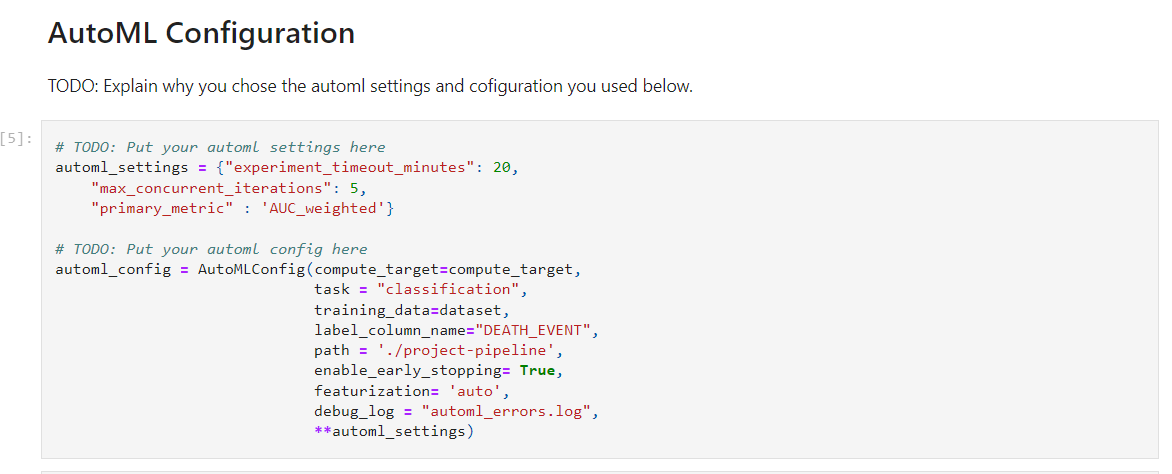 AutoML Configuration
TODO: Explain why you chose the automl settings and cofiguration you used below.
[5]:
# TODO: Put your automl settings here
automl_settings = {"experiment_timeout_minutes": 20,
    "max_concurrent_iterations": 5,
    "primary_metric" : 'AUC_weighted'}
# TODO: Put your automl config here
automl_config = AutoMLConfig(compute_target=compute_target,
                             task = "classification",
                             training_data=dataset,
                             label_column_name="DEATH_EVENT",
                             path = './project-pipeline',
                             enable_early_stopping= True,
                             featurization= 'auto',
                             debug_log = "automl_errors.log",
                             **automl_settings)